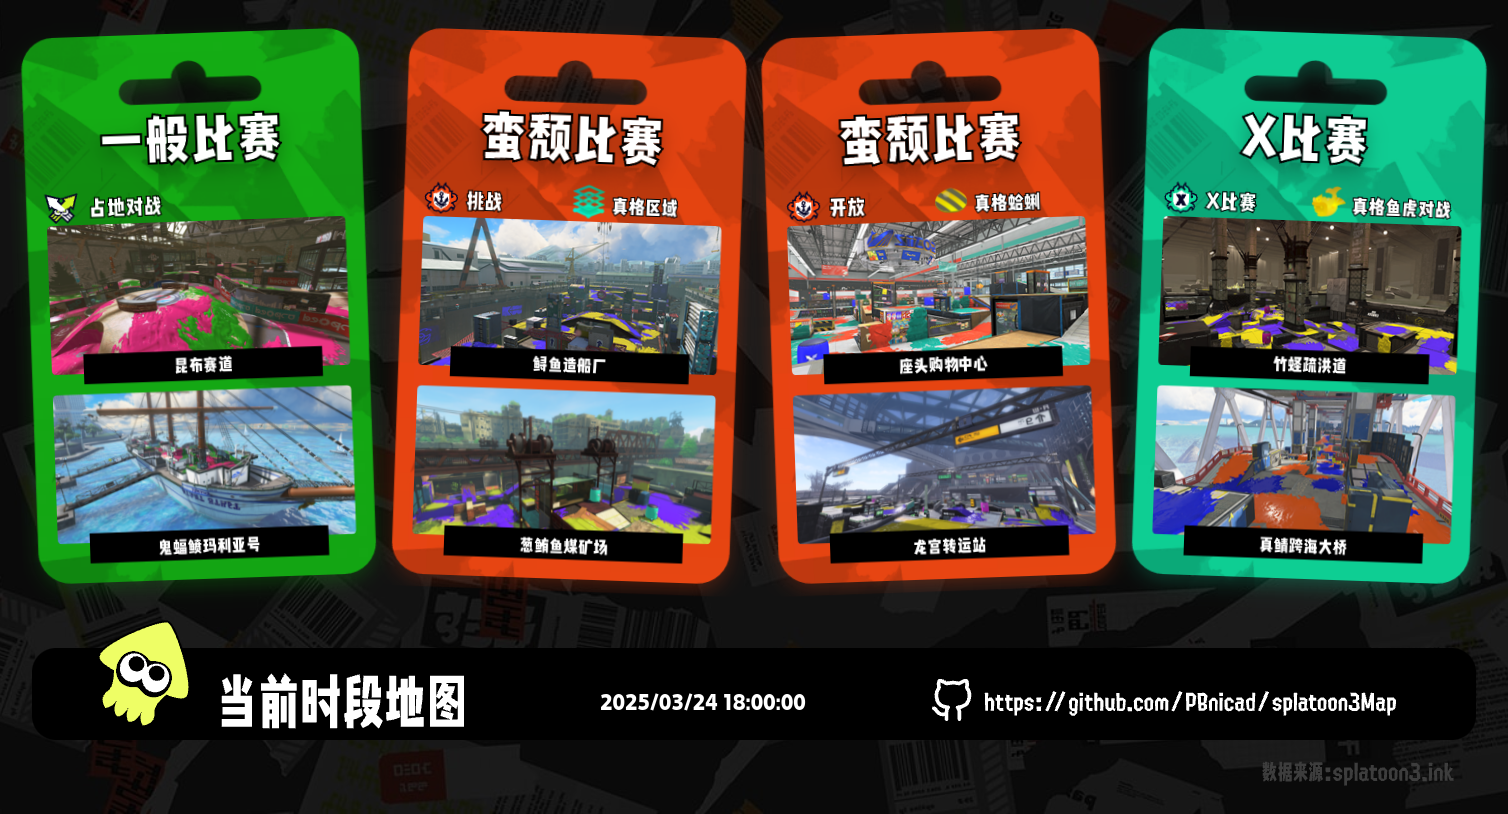 一般比赛
占地对战
昆布赛道
鬼蝠鲼玛利亚号
蛮颓比赛
挑战
真格区域
鲟鱼造船厂
葱鲔鱼煤矿场
蛮颓比赛
开放
真格蛤蜊
座头购物中心
龙宫转运站
X比赛
X比赛
真格鱼虎对战
竹蛏疏洪道
真鲭跨海大桥
当前时段地图
2025/03/24 18:00:00
https://github.com/PBnicad/splatoon3Map
数据来源:splatoon3.ink